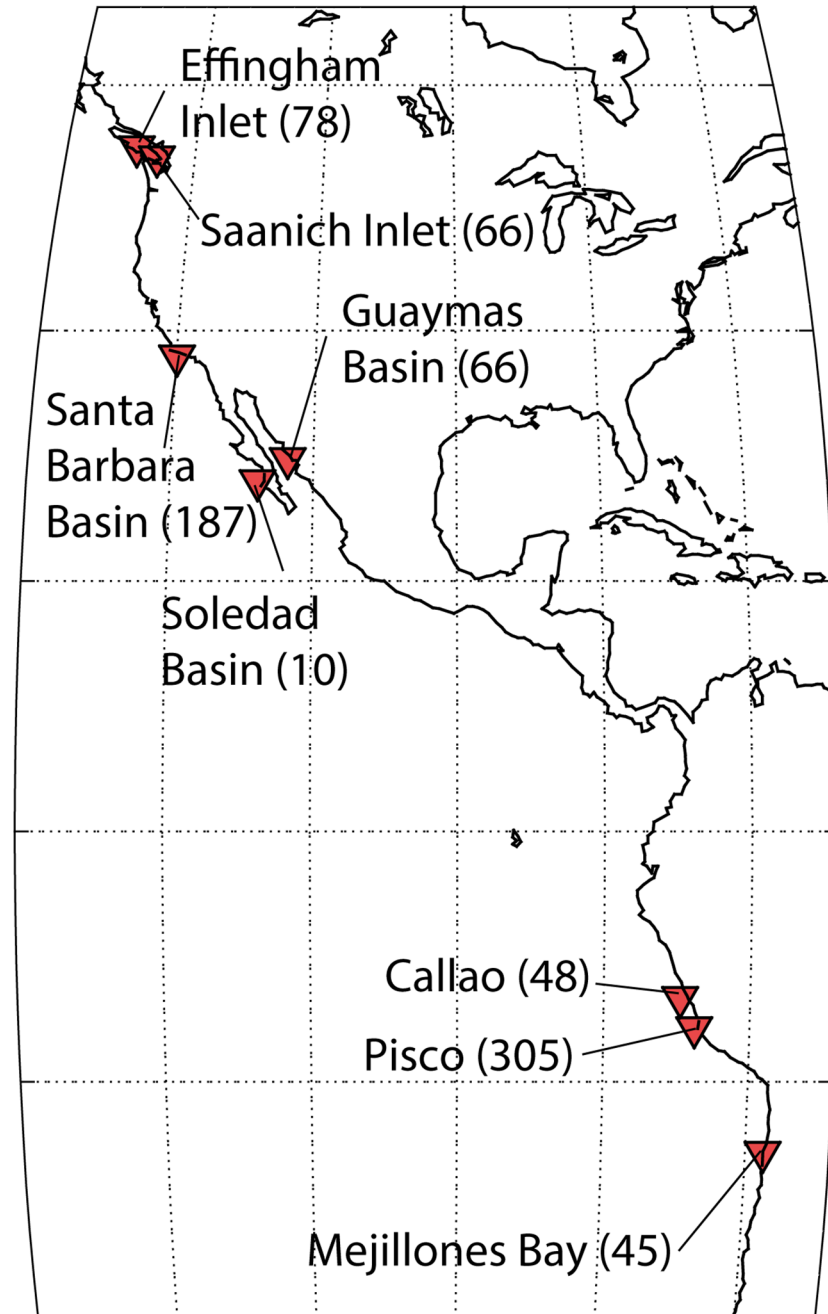 Effingham
Inlet (78)
Saanich Inlet (66)
Guaymas
Basin (66)
Santa
Barbara
Basin (187)
Soledad
Basin (10)
Callao (48)
Pisco (305)
Mejillones Bay (45)